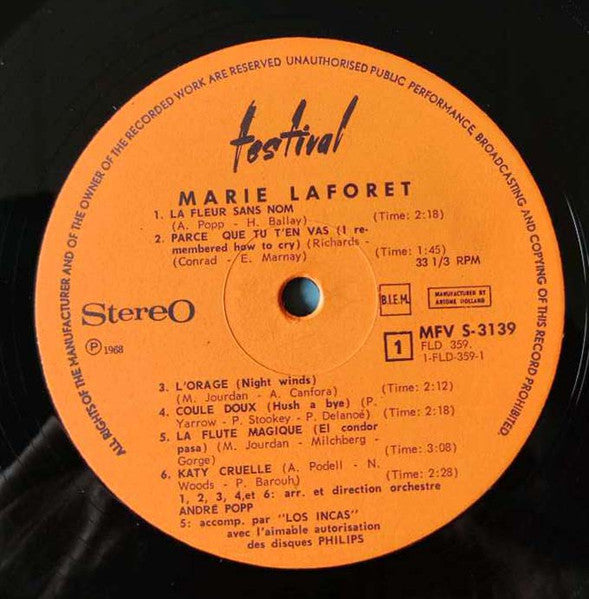 ALL RIGHTS OF THE MANUFACTURER AND OF THE OWNER OF THE RECORDED WORK ARE RESERVED UNAUTHORISED PUBLIC PERFORMANCE, BROADCASTING AND COPYING OF THIS RECORD PROHIBITED.
festival
MARIE LAFORET
1. LA FLEUR SANS NOM
(A. Popp - H. Ballay) (Time: 2:18)
2. PARCE QUE TU T'EN VAS (I re-
membered how to cry) (Richards -
(Conrad - E. Marnay) (Time: 1:45)
33 1/3 RPM
Stereo
B.I.E.M.
MANUFACTURED BY
ARTONE HOLLAND
℗ 1968
1
MFV S-3139
FLD 359.
1-FLD-359-1
3. L'ORAGE (Night winds)
(M. Jourdan - A. Canfora) (Time: 2:12)
4. COULE DOUX (Hush a bye) (P.
Yarrow - P. Stookey - P. Delanoé) (Time: 2:18)
5. LA FLUTE MAGIQUE (El condor
pasa) (M. Jourdan - Milchberg -
Gorge) (Time: 3:08)
6. KATY CRUELLE (A. Podell - N.
Woods - P. Barouh) (Time: 2:28)
1, 2, 3, 4,et 6: arr. et direction orchestre
ANDRÉ POPP
5: accomp. par "LOS INCAS"
avec l'aimable autorisation
des disques PHILIPS